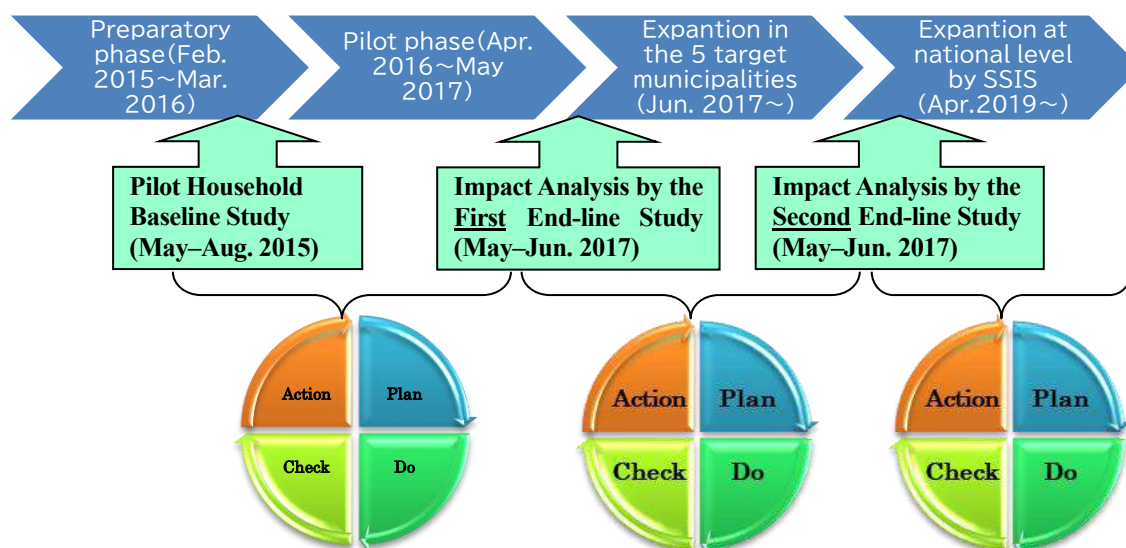 Preparatory
phase(Feb.
2015～Mar.
2016)
Pilot phase(Apr.
2016～May
2017)
Expantion in
the 5 target
municipalities
(Jun. 2017～)
Expantion at
national level
by SSIS
(Apr.2019～)
Pilot Household
Baseline Study
(May–Aug. 2015)
Impact Analysis by the
First End-line Study
(May–Jun. 2017)
Impact Analysis by the
Second End-line Study
(May–Jun. 2017)
Action
Plan
Check
Do
Action
Plan
Check
Do
Action
Plan
Check
Do